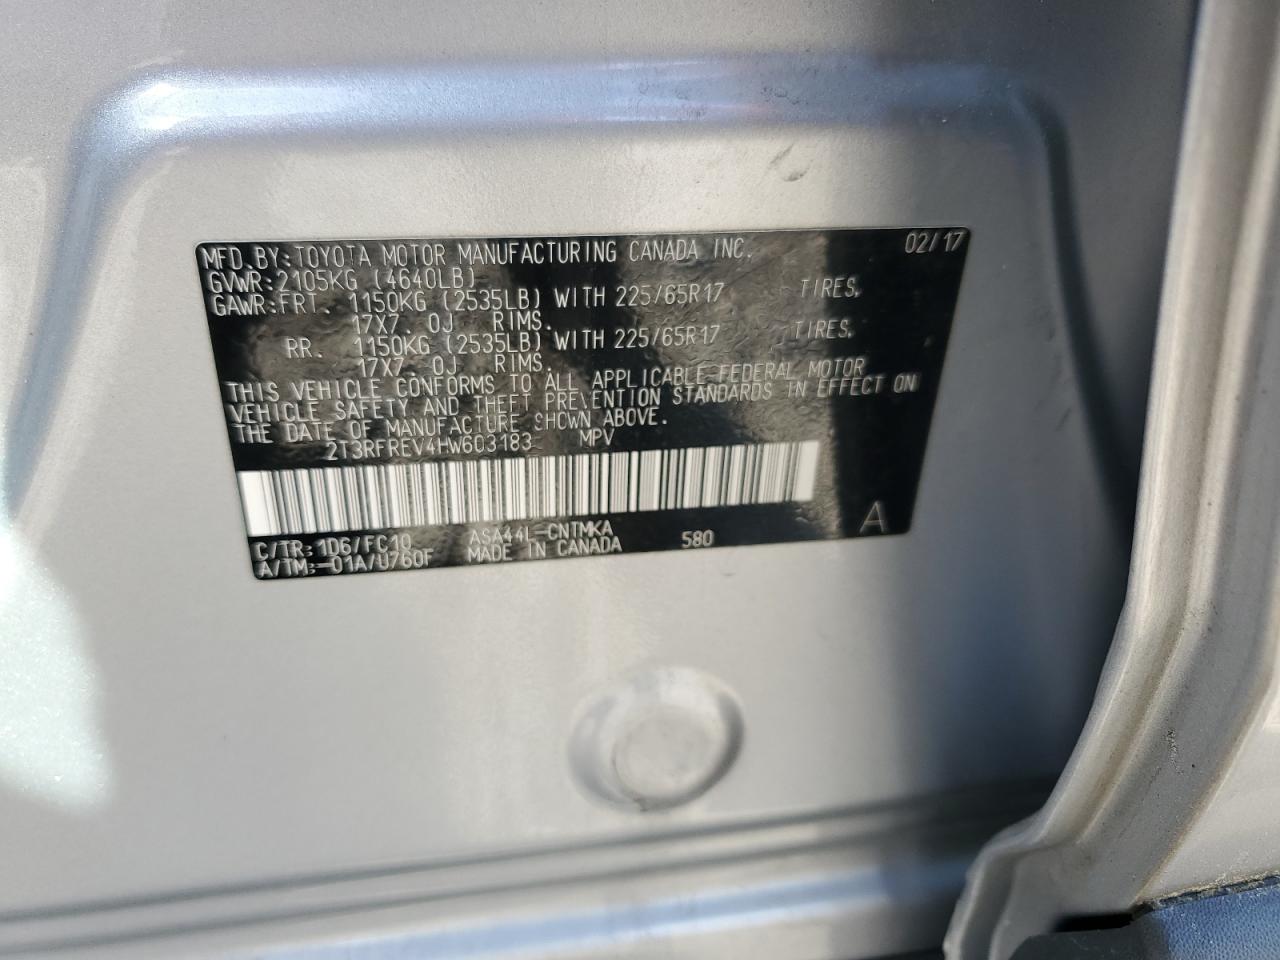 MFD.BY:TOYOTA MOTOR MANUFACTURING CANADA INC. 02/17
GVWR:2105KG (4640LB)
GAWR:FRT. 1150KG (2535LB) WITH 225/65R17 TIRES,
17X7.0J RIMS.
RR. 1150KG (2535LB) WITH 225/65R17 TIRES,
17X7.0J RIMS.
THIS VEHICLE CONFORMS TO ALL APPLICABLE FEDERAL MOTOR
VEHICLE SAFETY AND THEFT PREVENTION STANDARDS IN EFFECT ON
THE DATE OF MANUFACTURE SHOWN ABOVE.
2T3RFREV4HW603183 MPV
C/TR:1D6/FC10 ASA44L-CNTMKA 580 A
A/TM:-01A/U760F MADE IN CANADA